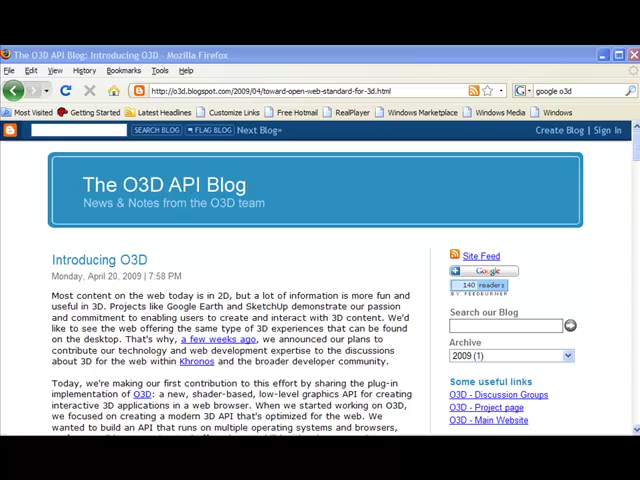 The O3D API Blog: Introducing O3D - Mozilla Firefox
File Edit View History Bookmarks Tools Help
http://o3d.blogspot.com/2009/04/toward-open-web-standard-for-3d.html
google o3d
Most Visited Getting Started Latest Headlines Customize Links Free Hotmail RealPlayer Windows Marketplace Windows Media Windows
SEARCH BLOG FLAG BLOG Next Blog» Create Blog | Sign In
The O3D API Blog
News & Notes from the O3D team
Introducing O3D
Monday, April 20, 2009 | 7:58 PM
Most content on the web today is in 2D, but a lot of information is more fun and
useful in 3D. Projects like Google Earth and SketchUp demonstrate our passion
and commitment to enabling users to create and interact with 3D content. We'd
like to see the web offering the same type of 3D experiences that can be found
on the desktop. That's why, a few weeks ago, we announced our plans to
contribute our technology and web development expertise to the discussions
about 3D for the web within Khronos and the broader developer community.
Today, we're making our first contribution to this effort by sharing the plug-in
implementation of O3D: a new, shader-based, low-level graphics API for creating
interactive 3D applications in a web browser. When we started working on O3D,
we focused on creating a modern 3D API that's optimized for the web. We
wanted to build an API that runs on multiple operating systems and browsers,
Site Feed
Google
140 readers
BY FEEDBURNER
Search our Blog
Archive
2009 (1)
Some useful links
O3D - Discussion Groups
O3D - Project page
O3D - Main Website